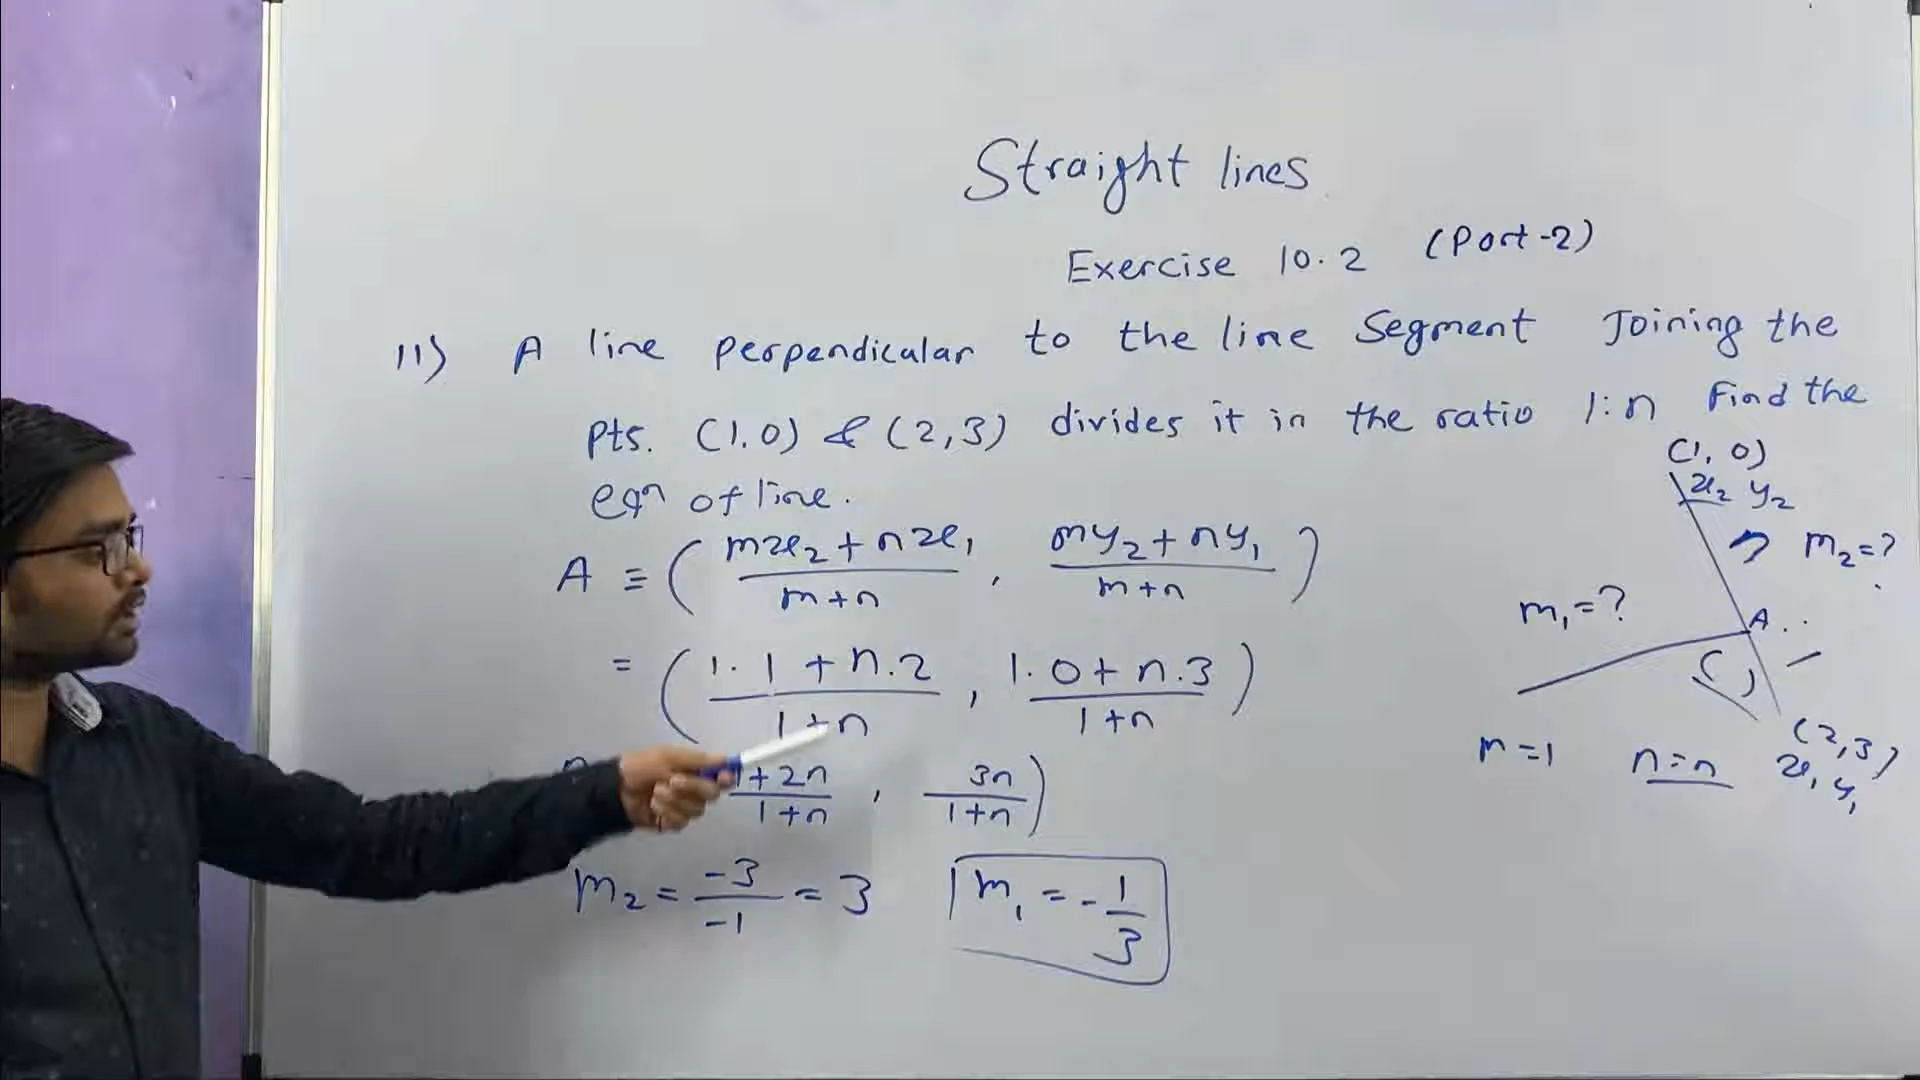 Straight lines
Exercise 10.2 (Part-2)
11) A line perpendicular to the line Segment Joining the
pts. (1.0) & (2,3) divides it in the ratio 1:n Find the
eqn of line.
A ≡ ( mx₂ + nx₁ / m+n , my₂ + ny₁ / m+n )
= ( 1.1 + n.2 / 1+n , 1.0 + n.3 / 1+n )
1+2n / 1+n , 3n / 1+n )
m₂ = -3 / -1 = 3 m₁ = - 1/3
(1, 0)
x₂ y₂
m₂=?
m₁=?
A
( , )
m=1 n=n
(2,3)
x₁ y₁